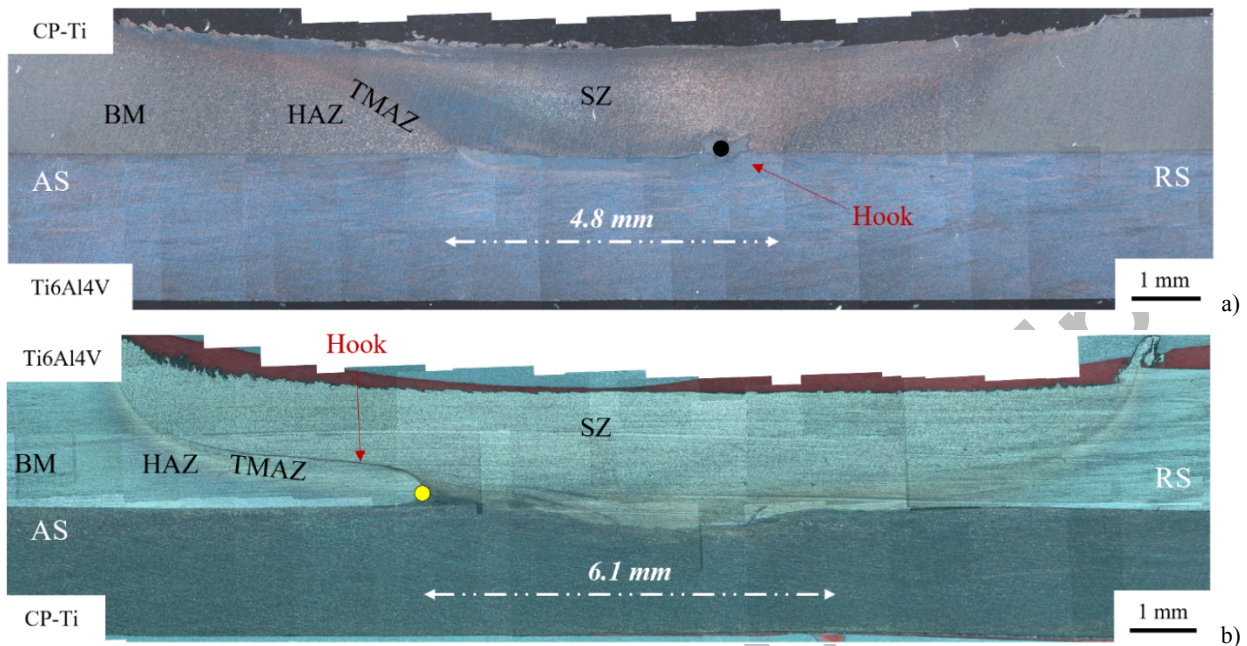 CP-Ti
BM
HAZ
TMAZ
SZ
AS
RS
4.8 mm
Hook
Ti6Al4V
1 mm
a)
Hook
Ti6Al4V
SZ
BM
HAZ
TMAZ
RS
AS
6.1 mm
CP-Ti
1 mm
b)